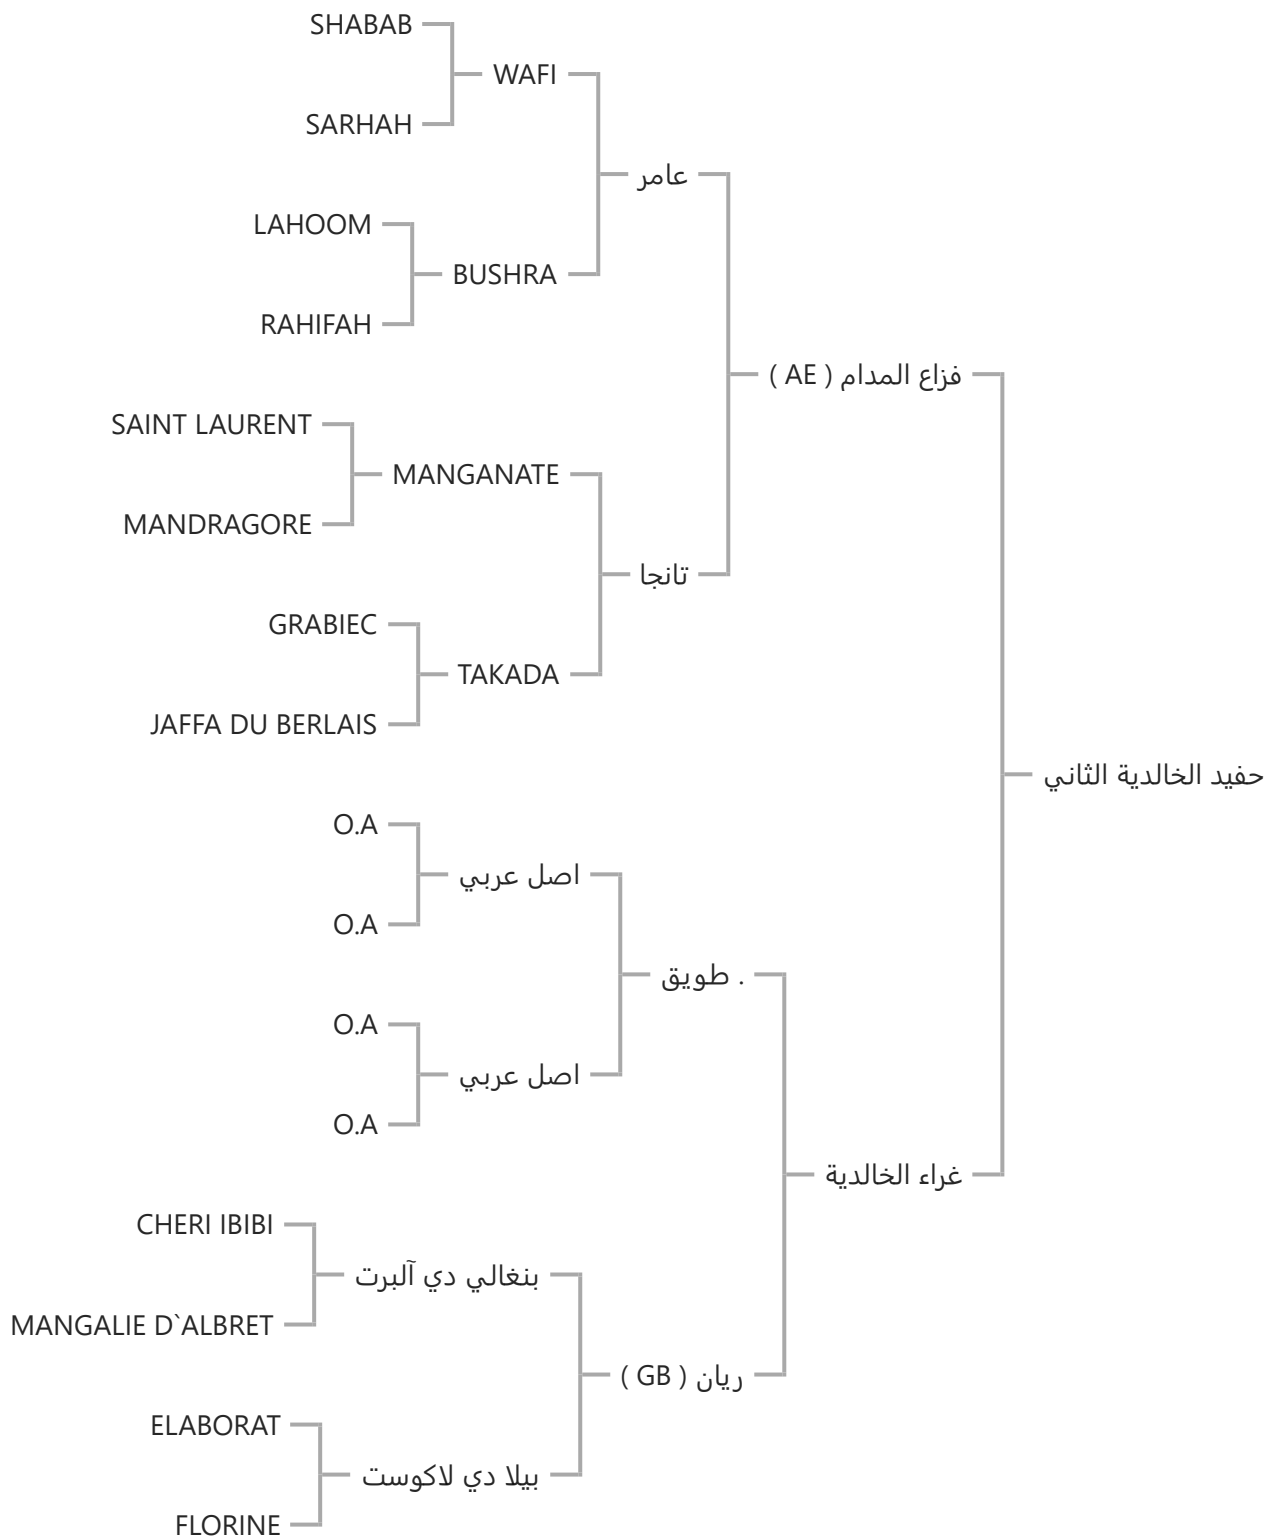 SHABAB
WAFI
SARHAH
عامر
LAHOOM
BUSHRA
RAHIFAH
فزاع المدام ( AE )
SAINT LAURENT
MANGANATE
MANDRAGORE
تانجا
GRABIEC
TAKADA
JAFFA DU BERLAIS
حفيد الخالدية الثاني
O.A
اصل عربي
O.A
طويق .
O.A
اصل عربي
O.A
غراء الخالدية
CHERI IBIBI
بنغالي دي آلبرت
MANGALIE D`ALBRET
ريان ( GB )
ELABORAT
بيلا دي لاكوست
FLORINE